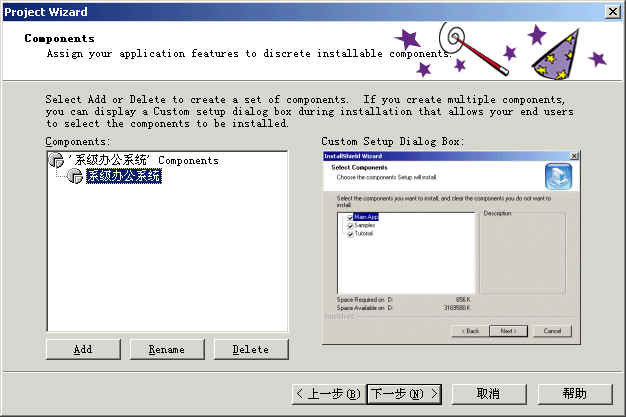 Project Wizard
Components
Assign your application features to discrete installable components.
Select Add or Delete to create a set of components. If you create multiple components,
you can display a Custom setup dialog box during installation that allows your end users
to select the components to be installed.
Components:
'系级办公系统' Components
系级办公系统
Add
Rename
Delete
Custom Setup Dialog Box:
InstallShield Wizard
Select Components
Choose the components Setup will install.
Select the components you want to install, and clear the components you do not want to
install.
Main App
Samples
Tutorial
Description
Space Required on D: 656 K
Space Available on D: 3169580 K
InstallShield
< Back
Next >
Cancel
< 上一步(B)
下一步(N) >
取消
帮助